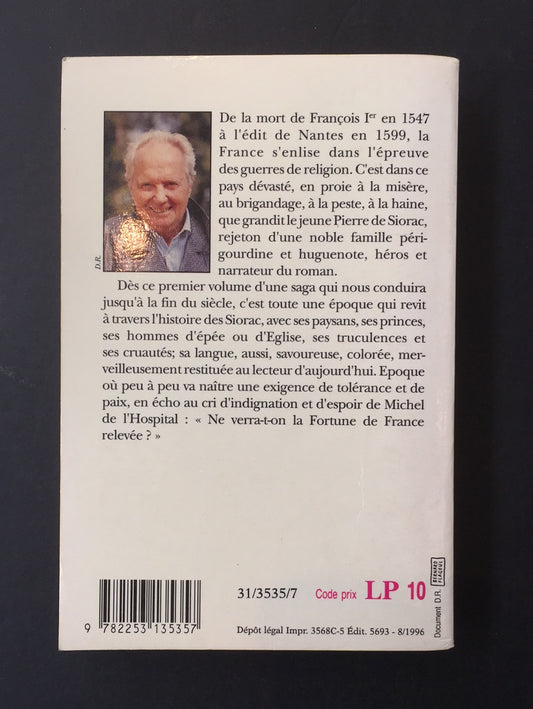 De la mort de François Ier en 1547
à l'édit de Nantes en 1599, la
France s'enlise dans l'épreuve
des guerres de religion. C'est dans ce
pays dévasté, en proie à la misère,
au brigandage, à la peste, à la haine,
que grandit le jeune Pierre de Siorac,
rejeton d'une noble famille péri-
gourdine et huguenote, héros et
narrateur du roman.
D.R.
Dès ce premier volume d'une saga qui nous conduira
jusqu'à la fin du siècle, c'est toute une époque qui revit
à travers l'histoire des Siorac, avec ses paysans, ses princes,
ses hommes d'épée ou d'Eglise, ses truculences et
ses cruautés; sa langue, aussi, savoureuse, colorée, mer-
veilleusement restituée au lecteur d'aujourd'hui. Epoque
où peu à peu va naître une exigence de tolérance et de
paix, en écho au cri d'indignation et d'espoir de Michel
de l'Hospital : « Ne verra-t-on la Fortune de France
relevée ? »
31/3535/7 Code prix LP 10
9 782253 135357
Dépôt légal Impr. 3568C-5 Édit. 5693 - 8/1996
Document D.R.
BERNARD
FLAGEUL